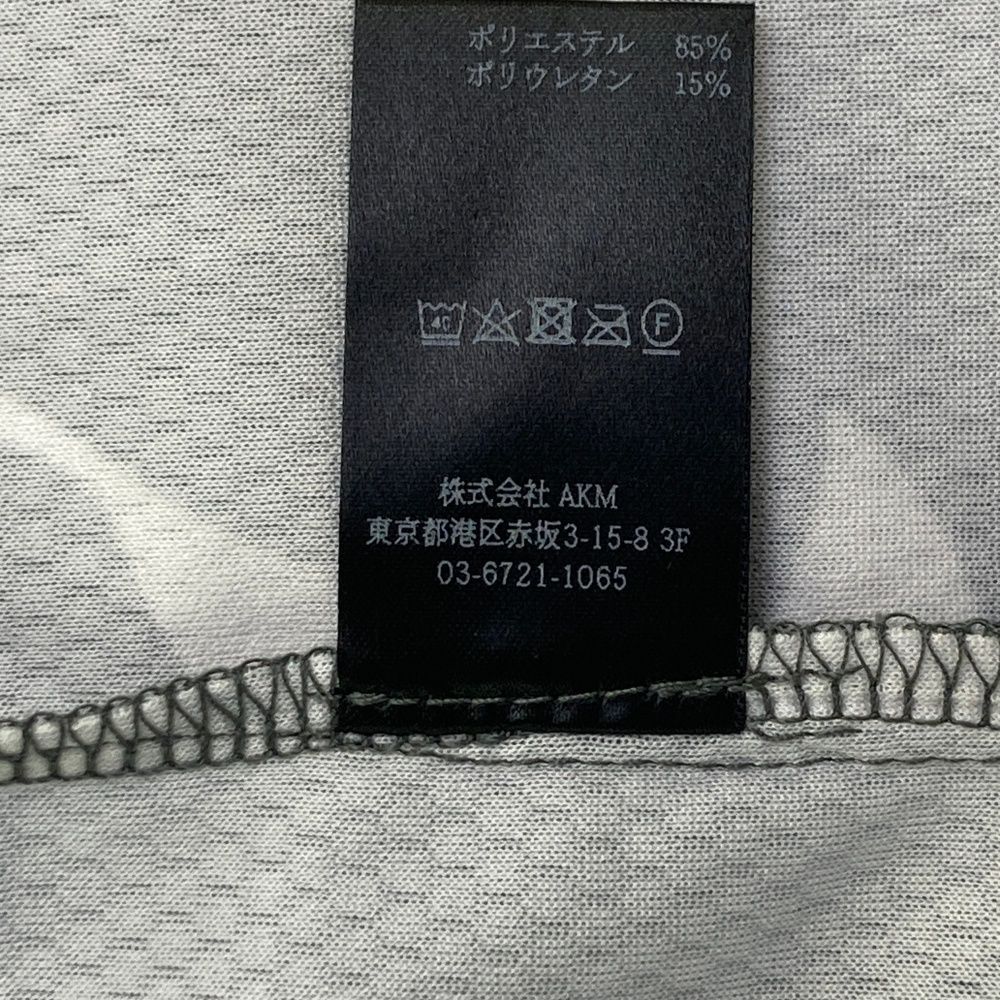 ポリエステル 85%
ポリウレタン 15%
40 F
株式会社 AKM
東京都港区赤坂3-15-8 3F
03-6721-1065